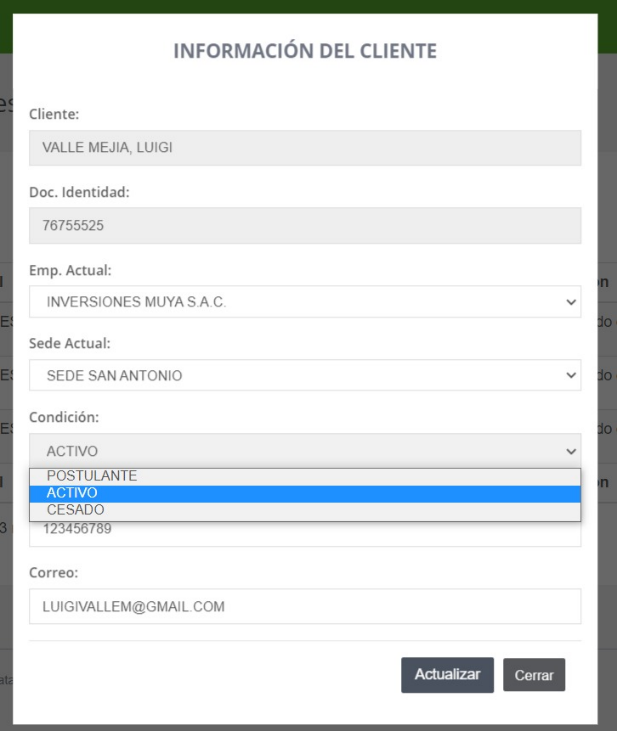 INFORMACIÓN DEL CLIENTE
Cliente:
VALLE MEJIA, LUIGI
Doc. Identidad:
76755525
Emp. Actual:
INVERSIONES MUYA S.A.C.
Sede Actual:
SEDE SAN ANTONIO
Condición:
ACTIVO
POSTULANTE
ACTIVO
CESADO
123456789
Correo:
LUIGIVALLEM@GMAIL.COM
Actualizar Cerrar